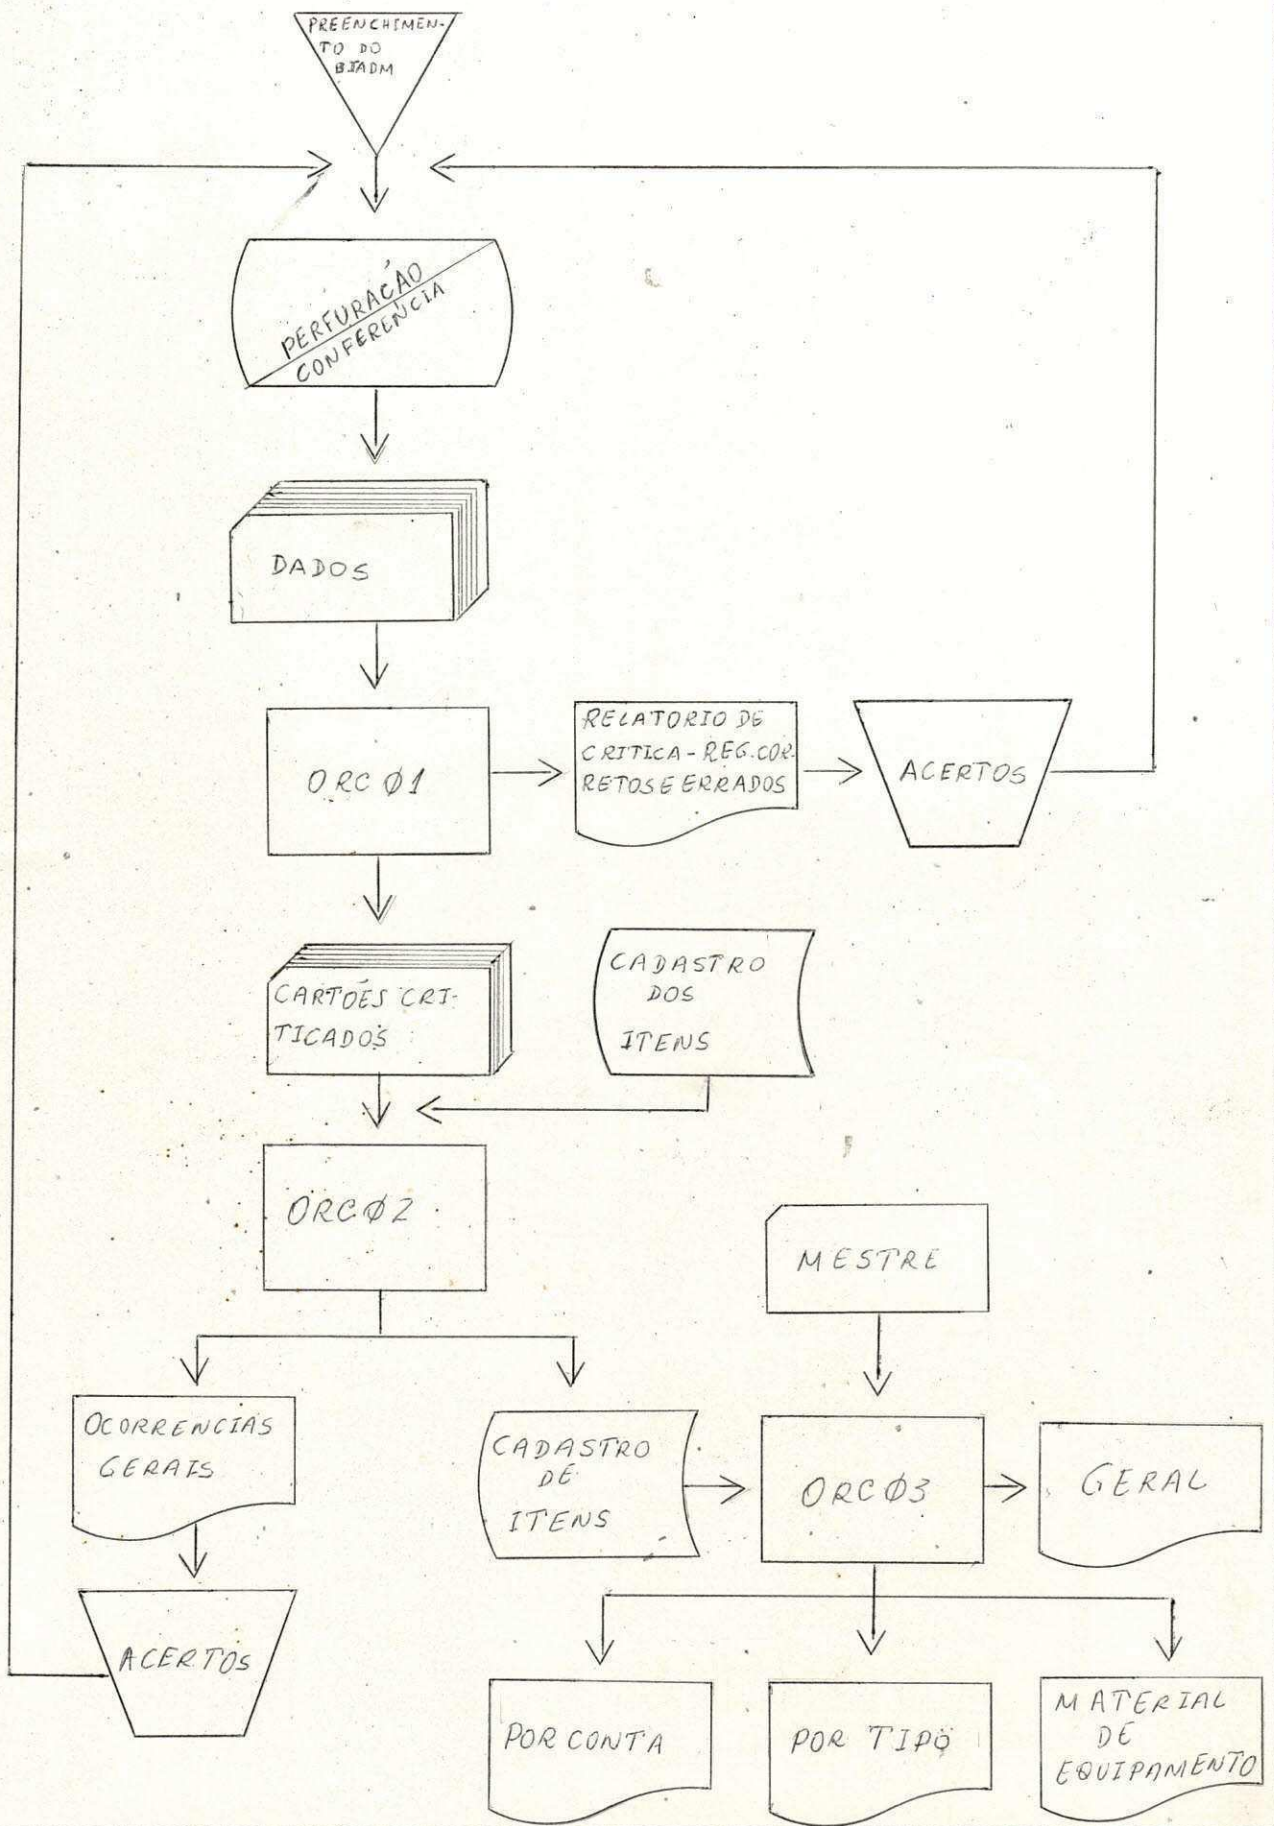 PREENCHIMEN-
TO DO
BIADM
PERFURAÇÃO
CONFERENCIA
DADOS
ORC Ø1
RELATORIO DE
CRITICA-REG.COR-
RETOS E ERRADOS
ACERTOS
CARTÕES CRI-
TICADOS
CADASTRO
DOS
ITENS
ORCØ2
MESTRE
OCORRENCIAS
GERAIS
CADASTRO
DE
ITENS
ORCØ3
GERAL
ACERTOS
POR CONTA
POR TIPO
MATERIAL
DE
EQUIPAMENTO